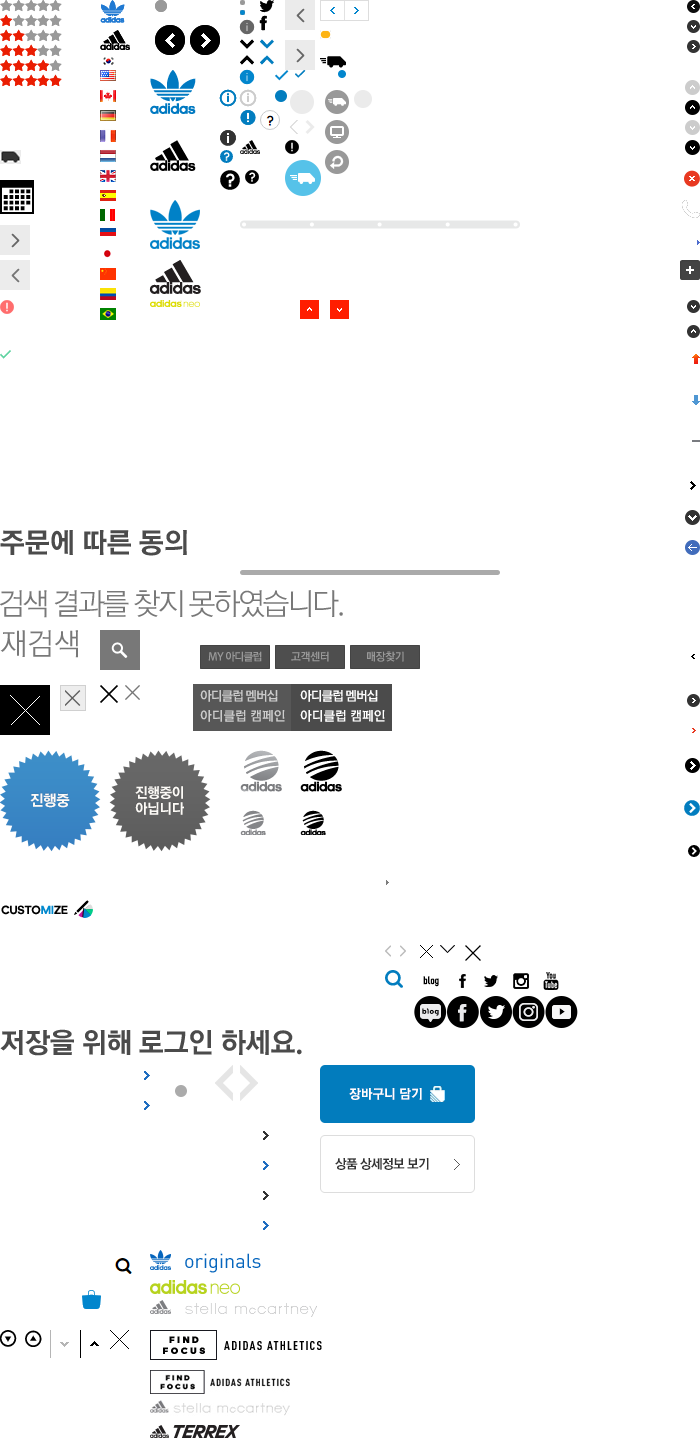 adidas
adidas
adidas
adidas
adidas
adidas neo
주문에 따른 동의
검색 결과를 찾지 못하였습니다.
재검색
MY 아디클럽
고객센터
매장찾기
아디클럽 멤버십
아디클럽 멤버십
아디클럽 캠페인
아디클럽 캠페인
진행중
진행중이
아닙니다
adidas
adidas
adidas
adidas
CUSTOMIZE
blog
You
Tube
blog
저장을 위해 로그인 하세요.
장바구니 담기
상품 상세정보 보기
adidas
originals
adidas neo
stella mccartney
FIND
FOCUS
ADIDAS ATHLETICS
FIND
FOCUS
ADIDAS ATHLETICS
stella mccartney
TERREX